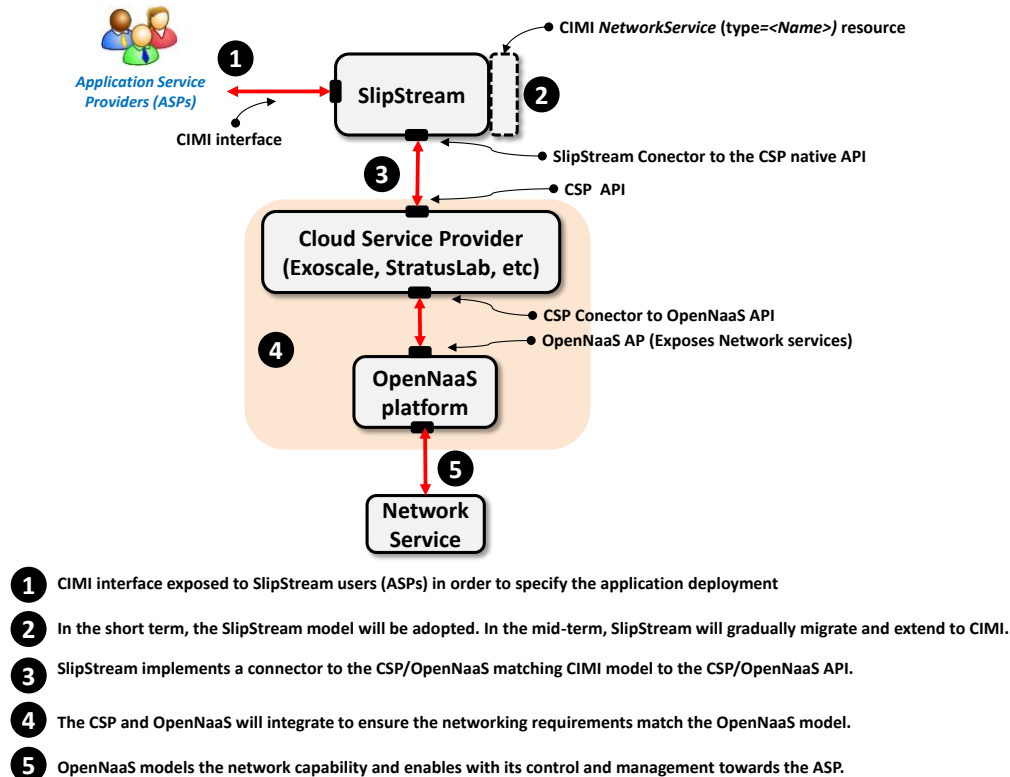 CIMI NetworkService (type=<Name>) resource
1
Application Service
Providers (ASPs)
SlipStream
2
CIMI interface
SlipStream Conector to the CSP native API
3
CSP API
Cloud Service Provider
(Exoscale, StratusLab, etc)
CSP Conector to OpenNaaS API
OpenNaaS AP (Exposes Network services)
4
OpenNaaS
platform
5
Network
Service
1 CIMI interface exposed to SlipStream users (ASPs) in order to specify the application deployment
2 In the short term, the SlipStream model will be adopted. In the mid-term, SlipStream will gradually migrate and extend to CIMI.
3 SlipStream implements a connector to the CSP/OpenNaaS matching CIMI model to the CSP/OpenNaaS API.
4 The CSP and OpenNaaS will integrate to ensure the networking requirements match the OpenNaaS model.
5 OpenNaaS models the network capability and enables with its control and management towards the ASP.